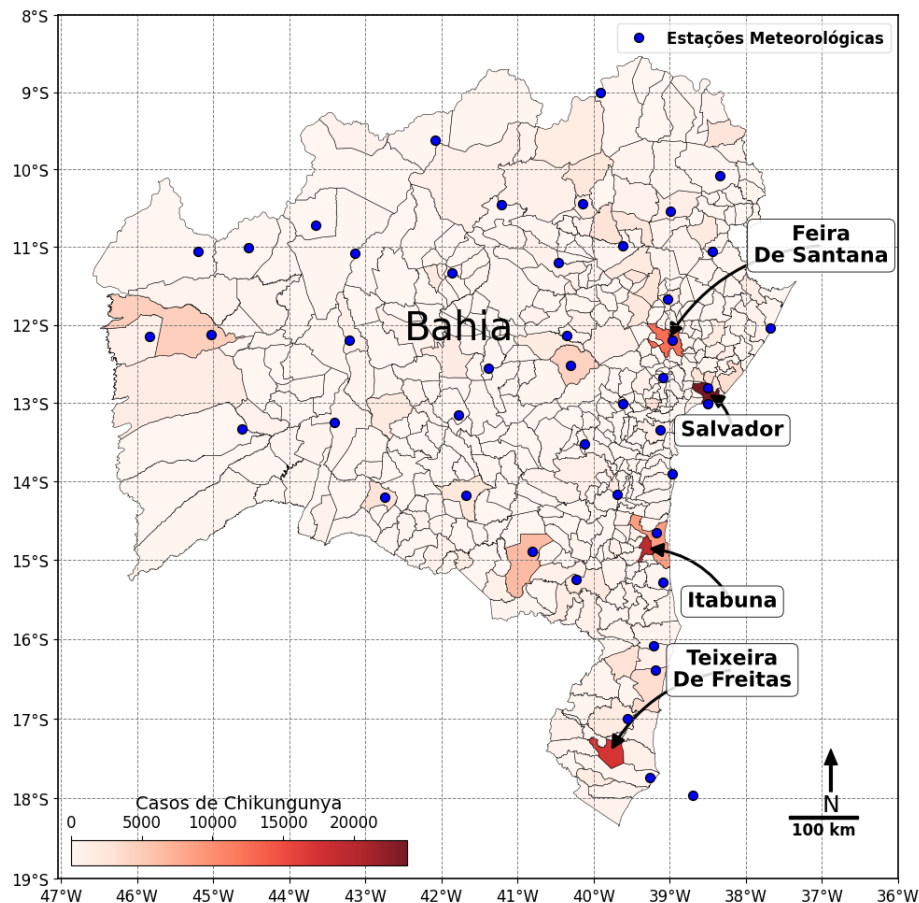 8°S
Estações Meteorológicas
9°S
10°S
11°S
Feira
De Santana
12°S
Bahia
13°S
Salvador
14°S
15°S
Itabuna
16°S
Teixeira
De Freitas
17°S
18°S
Casos de Chikungunya
0 5000 10000 15000 20000
N
100 km
19°S
47°W 46°W 45°W 44°W 43°W 42°W 41°W 40°W 39°W 38°W 37°W 36°W